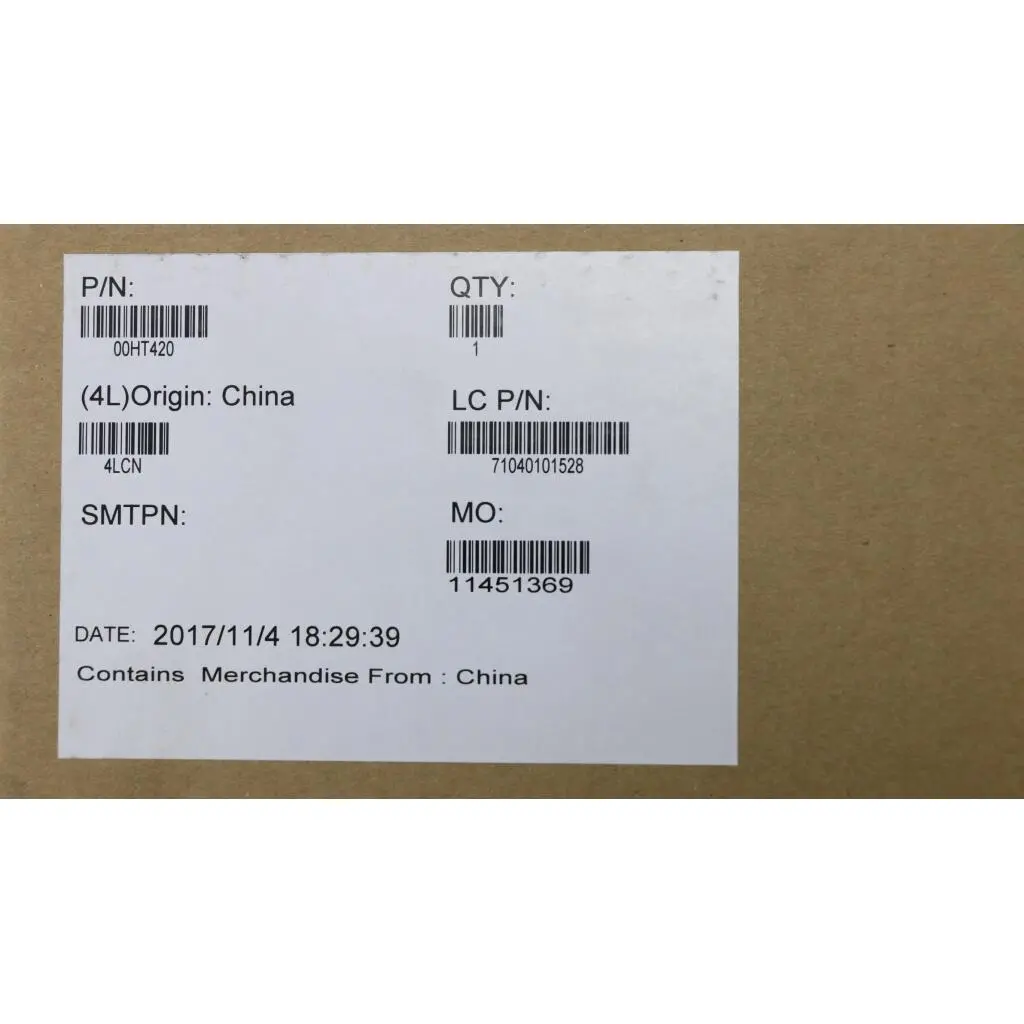 P/N:
QTY:
00HT420
1
(4L)Origin: China
LC P/N:
4LCN
71040101528
SMTPN:
MO:
11451369
DATE: 2017/11/4 18:29:39
Contains Merchandise From : China